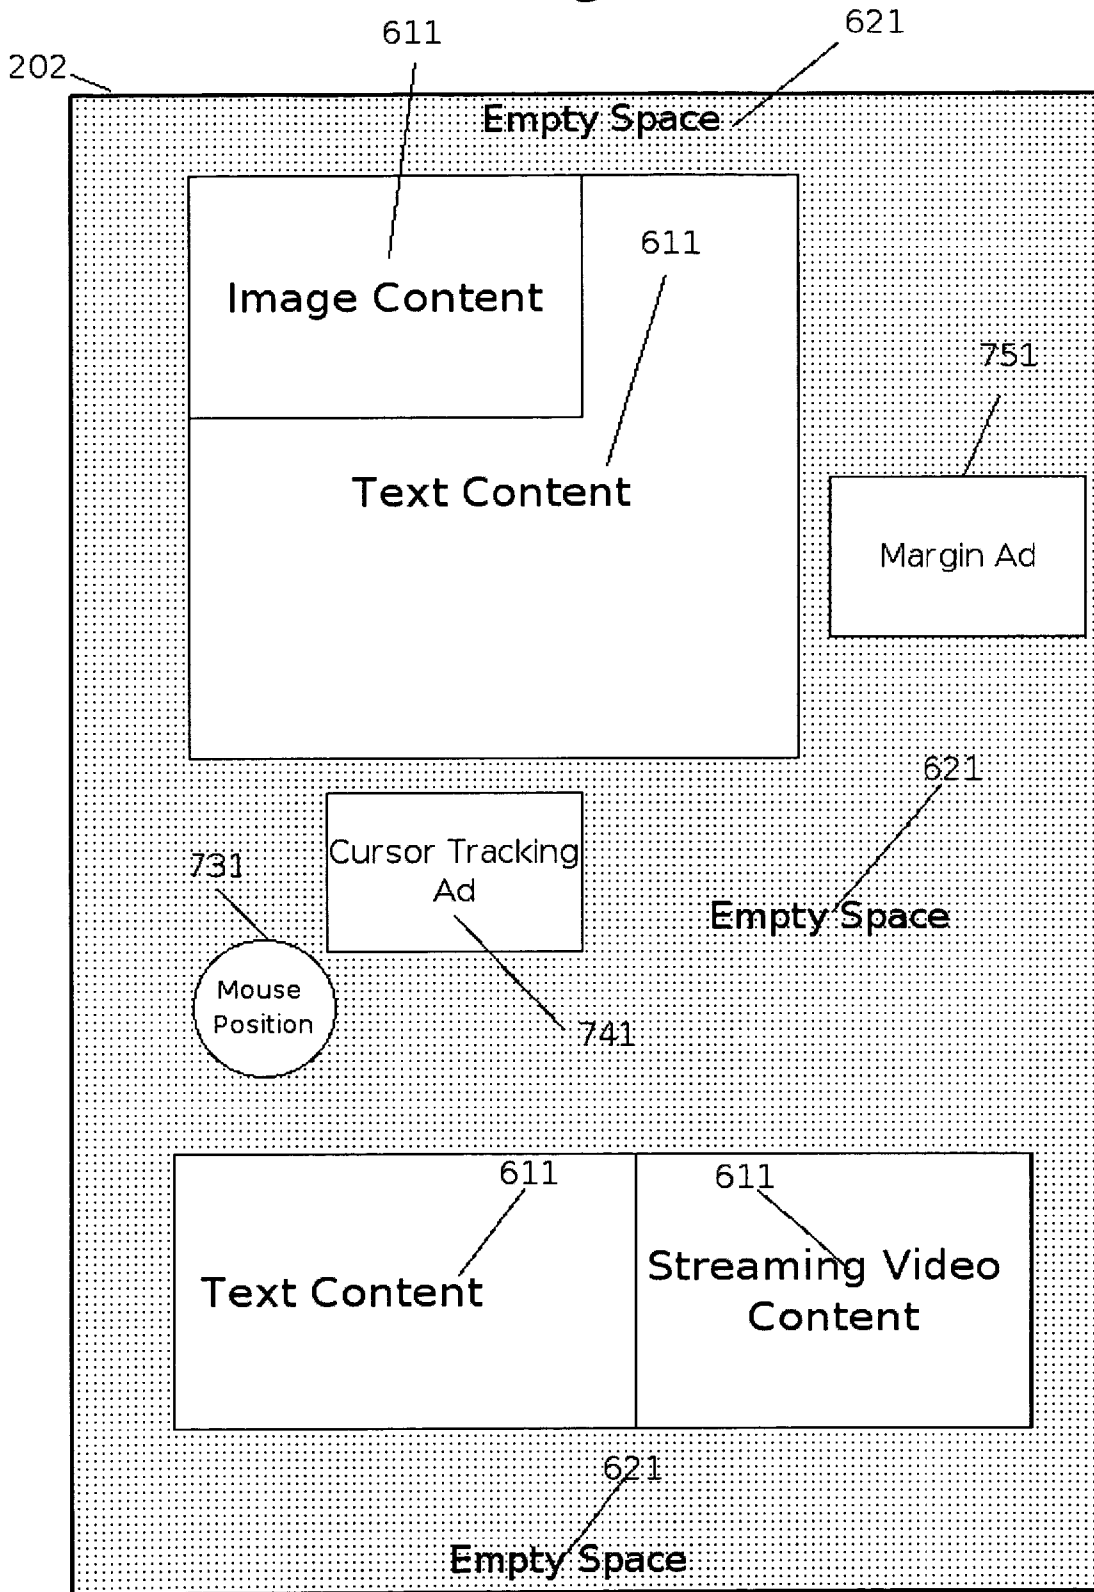 611
621
202
Empty Space
611
Image Content
751
Text Content
Margin Ad
621
Cursor Tracking
Ad
731
Empty Space
Mouse
Position
741
611
611
Text Content
Streaming Video
Content
621
Empty Space